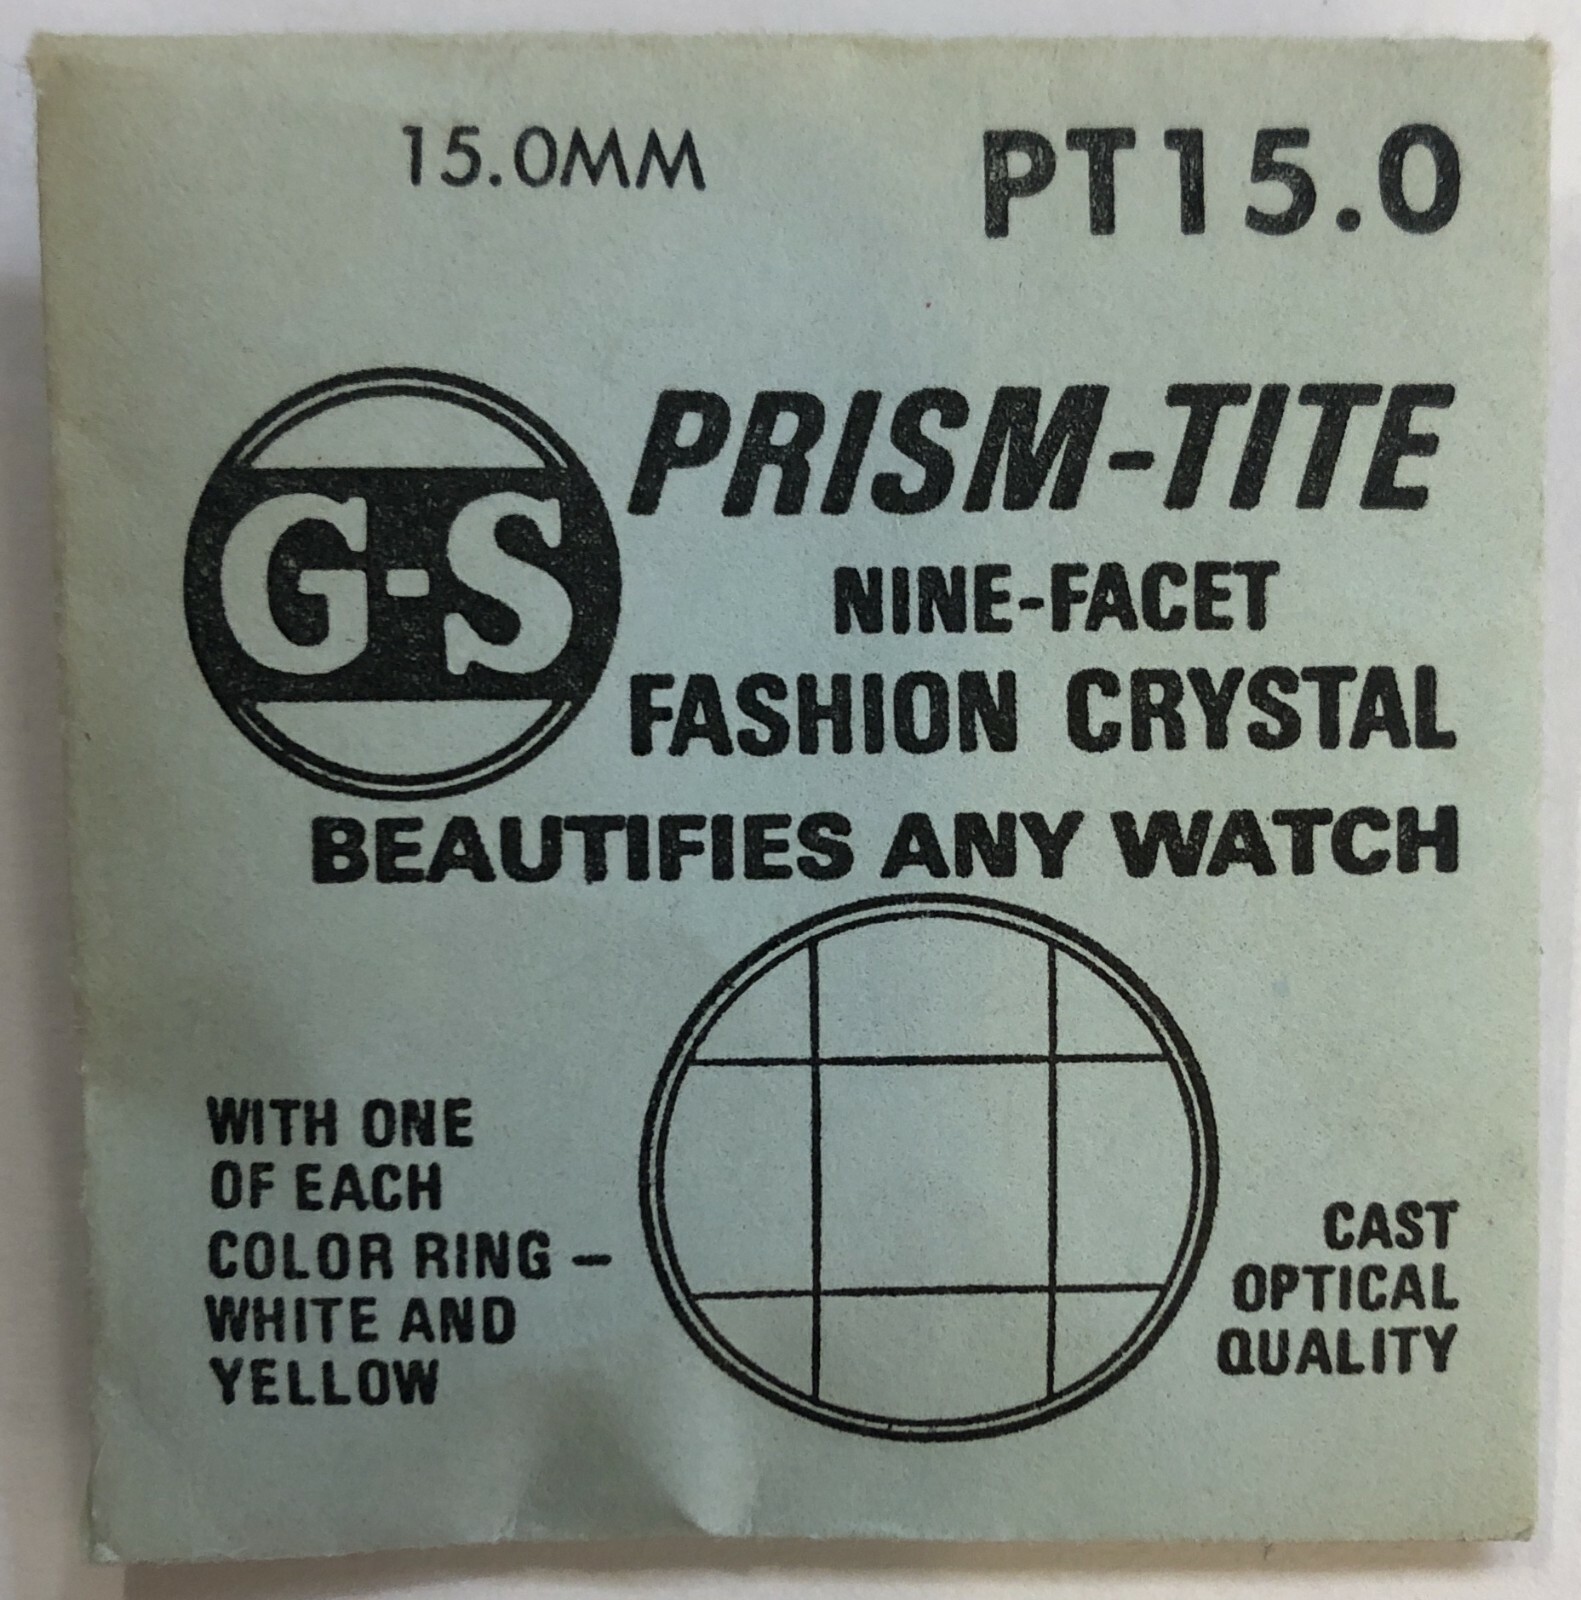 15.0MM PT15.0
G-S
PRISM-TITE
NINE-FACET
FASHION CRYSTAL
BEAUTIFIES ANY WATCH
WITH ONE
OF EACH
COLOR RING –
WHITE AND
YELLOW
CAST
OPTICAL
QUALITY